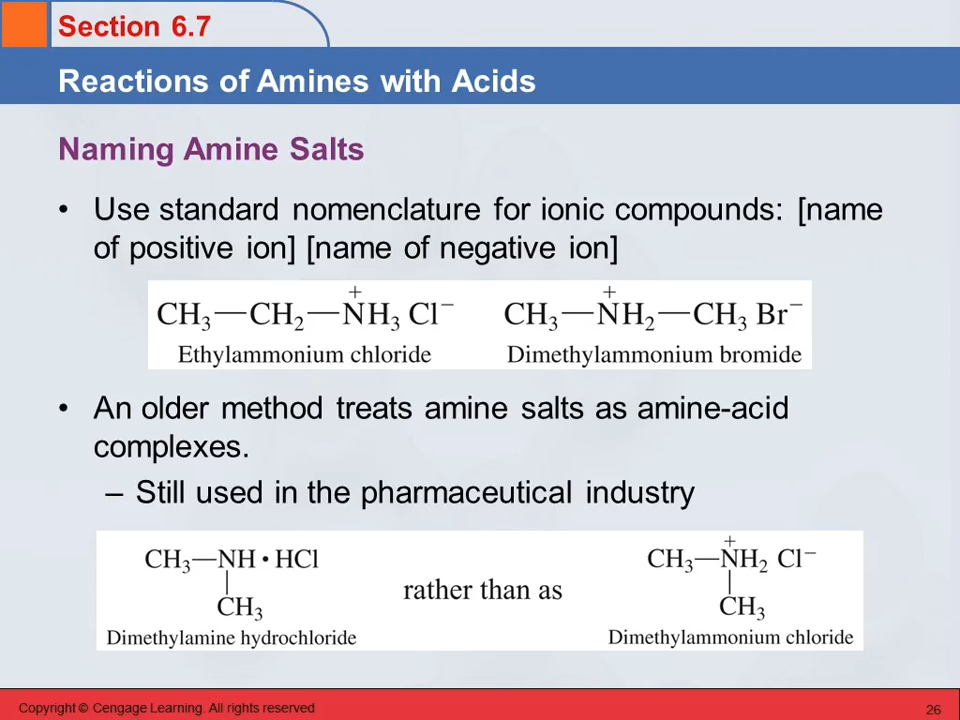 Section 6.7
Reactions of Amines with Acids
Naming Amine Salts
• Use standard nomenclature for ionic compounds: [name
of positive ion] [name of negative ion]
CH₃—CH₂—N⁺H₃ Cl⁻ CH₃—N⁺H₂—CH₃ Br⁻
Ethylammonium chloride Dimethylammonium bromide
• An older method treats amine salts as amine-acid
complexes.
– Still used in the pharmaceutical industry
CH₃—NH • HCl CH₃—N⁺H₂ Cl⁻
rather than as
CH₃ CH₃
Dimethylamine hydrochloride Dimethylammonium chloride
Copyright © Cengage Learning. All rights reserved 26